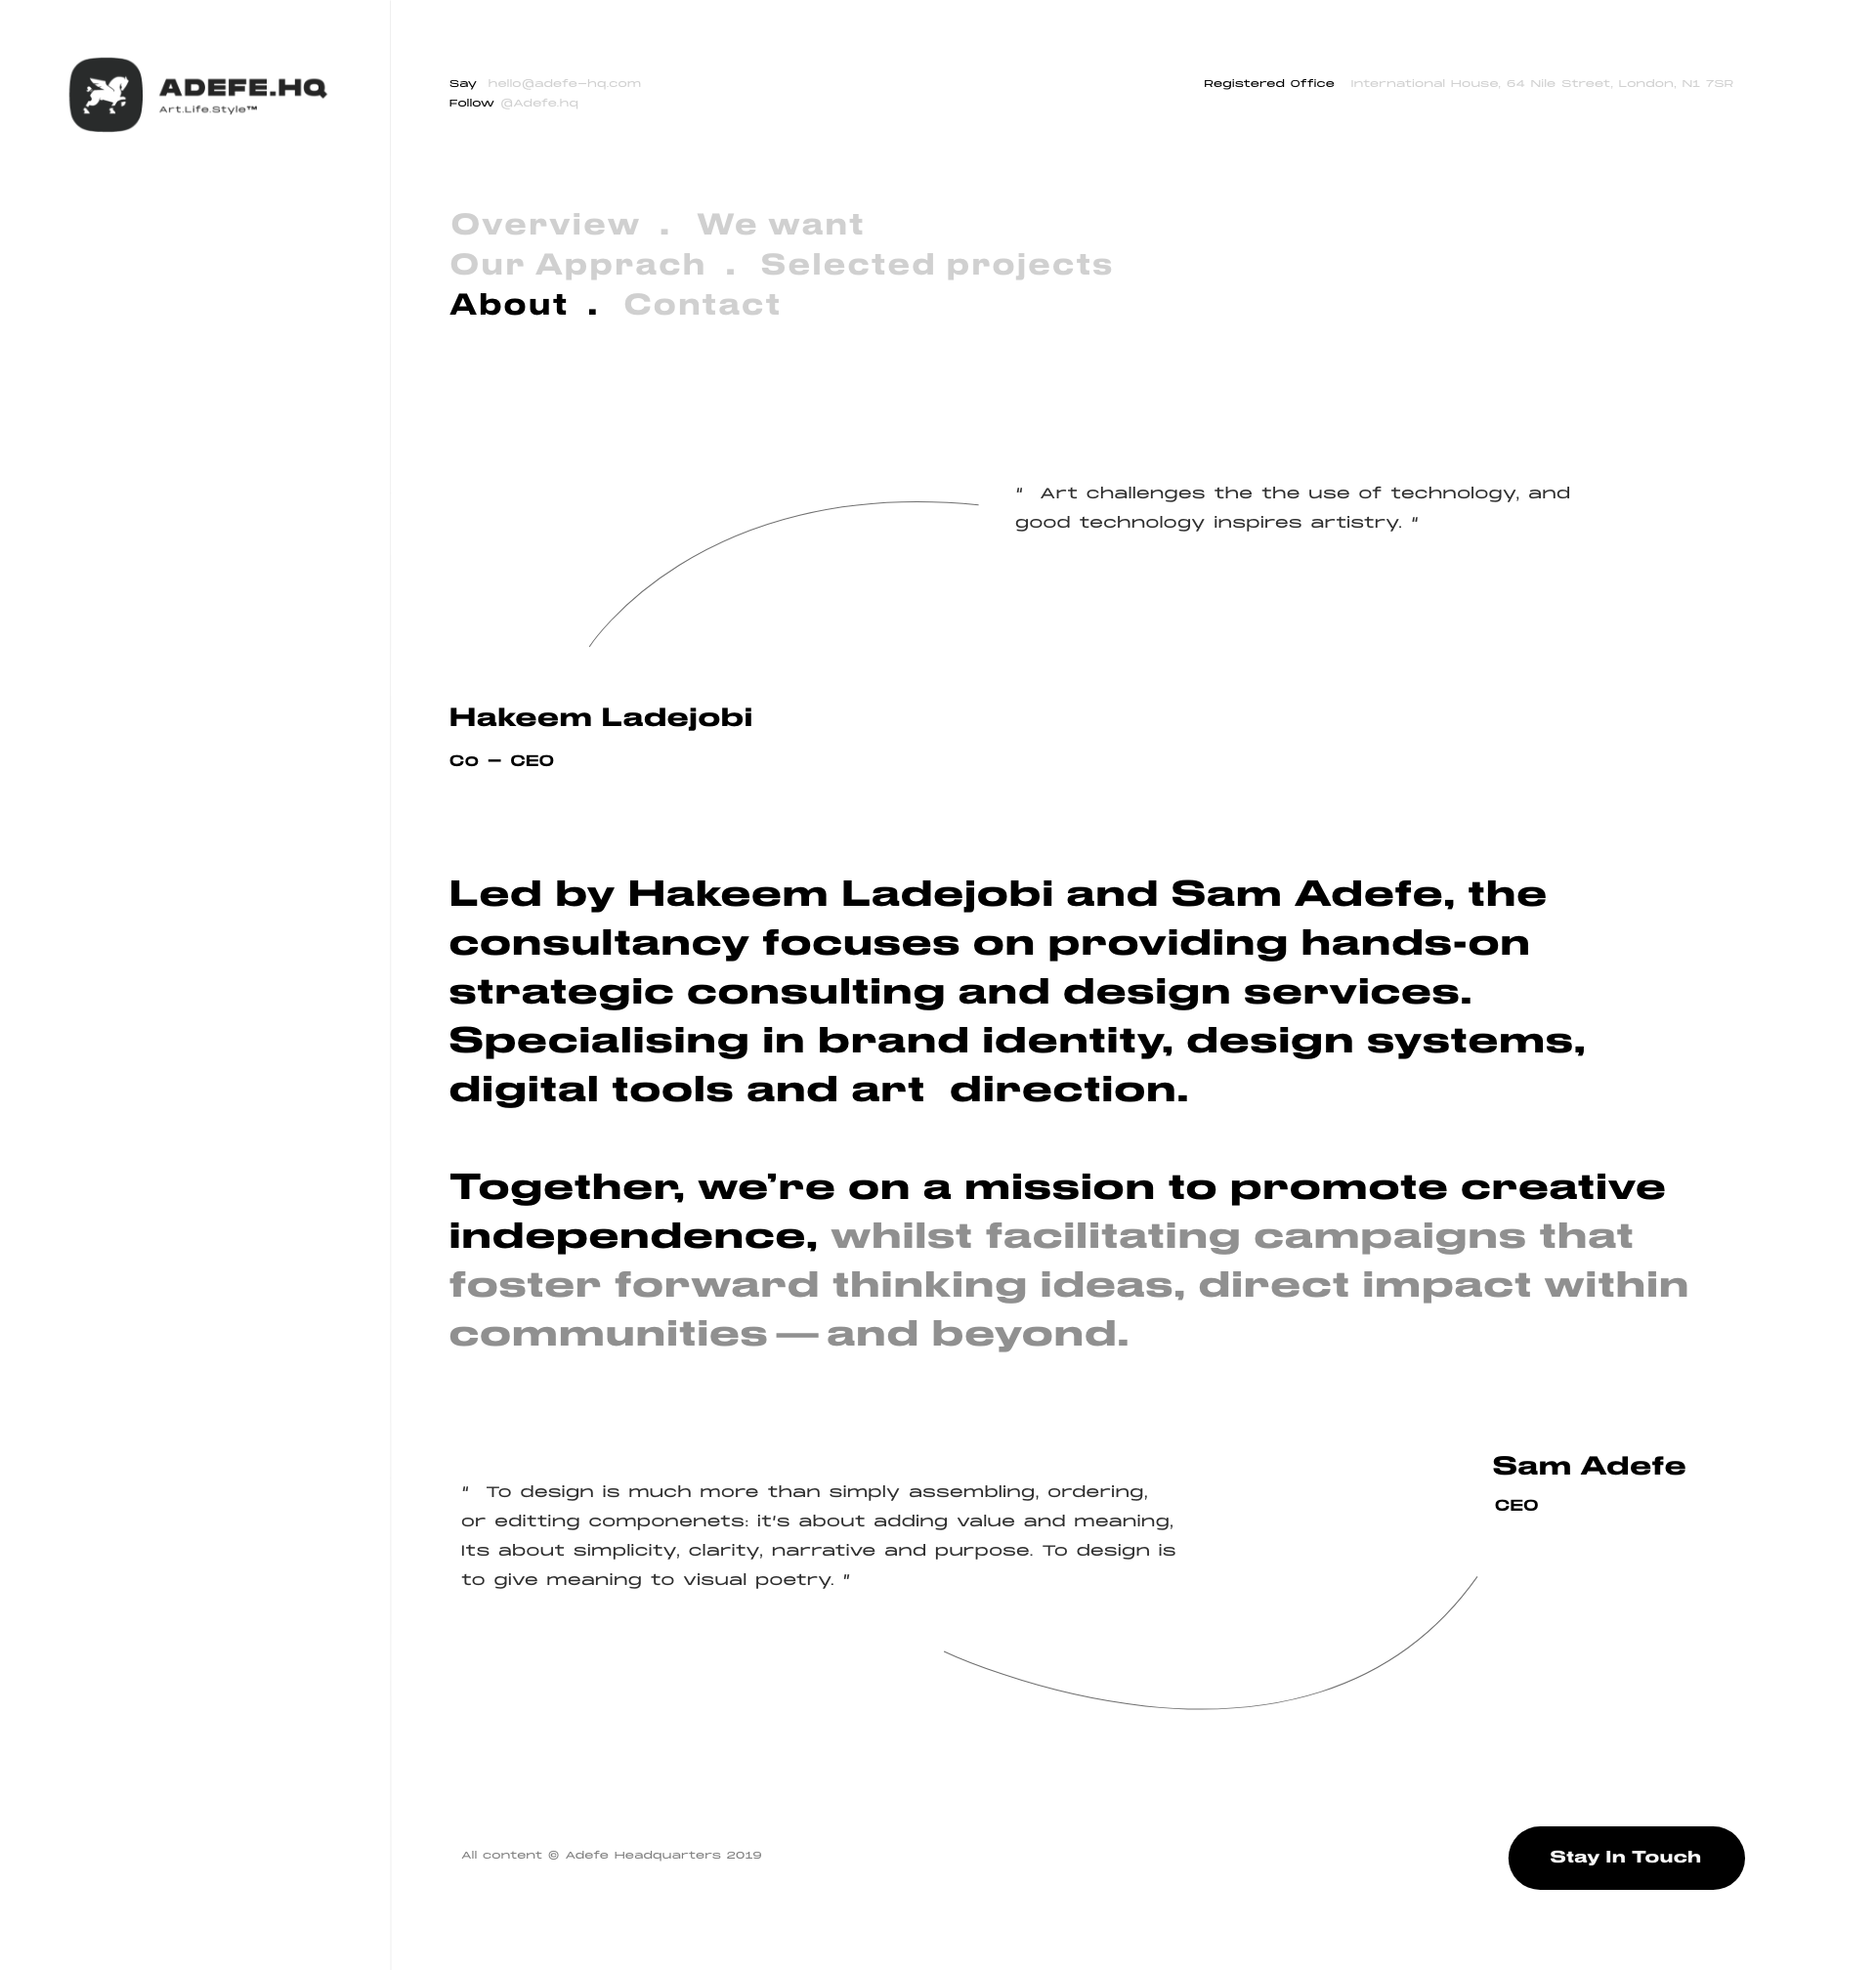 ADEFE.HQ
Art.Life.Style™
Say hello@adefe-hq.com
Follow @Adefe.hq
Registered Office International House, 64 Nile Street, London, N1 7SR
Overview . We want
Our Apprach . Selected projects
About . Contact
" Art challenges the the use of technology, and
good technology inspires artistry. "
Hakeem Ladejobi
Co – CEO
Led by Hakeem Ladejobi and Sam Adefe, the
consultancy focuses on providing hands-on
strategic consulting and design services.
Specialising in brand identity, design systems,
digital tools and art direction.
Together, we’re on a mission to promote creative
independence, whilst facilitating campaigns that
foster forward thinking ideas, direct impact within
communities — and beyond.
Sam Adefe
CEO
" To design is much more than simply assembling, ordering,
or editting componenets: it's about adding value and meaning,
Its about simplicity, clarity, narrative and purpose. To design is
to give meaning to visual poetry. "
All content © Adefe Headquarters 2019
Stay In Touch